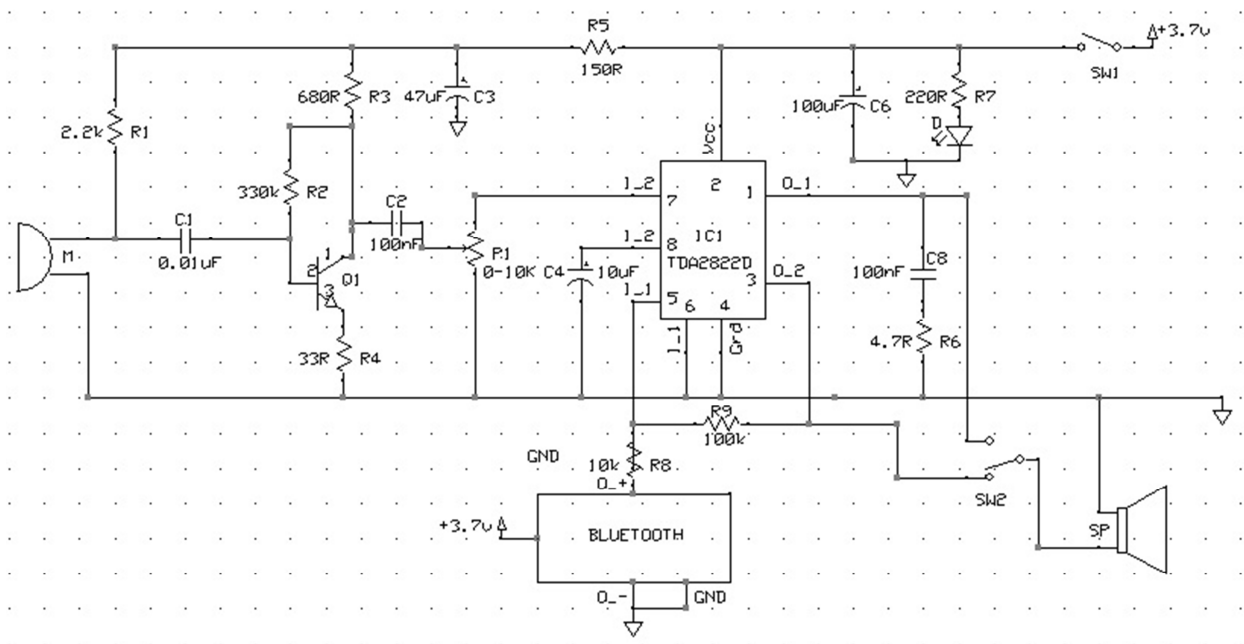 R5
+3.7v
150R
SW1
680R R3
47uF C3
100uF C6
220R R7
D
2.2k R1
Vcc
330k R2
I_2
2
1
O_1
7
C1
C2
0.01uF
100nF
M
P1
0-10K
I_2
8
IC1
TDA2822D
C4 10uF
O_2
3
C8
100nF
1
2
3
Q1
I_1
5
6
4
I_1
Grd
33R R4
4.7R R6
R9
100k
GND
10k R8
O_+
SW2
+3.7v
BLUETOOTH
SP
O_-
GND